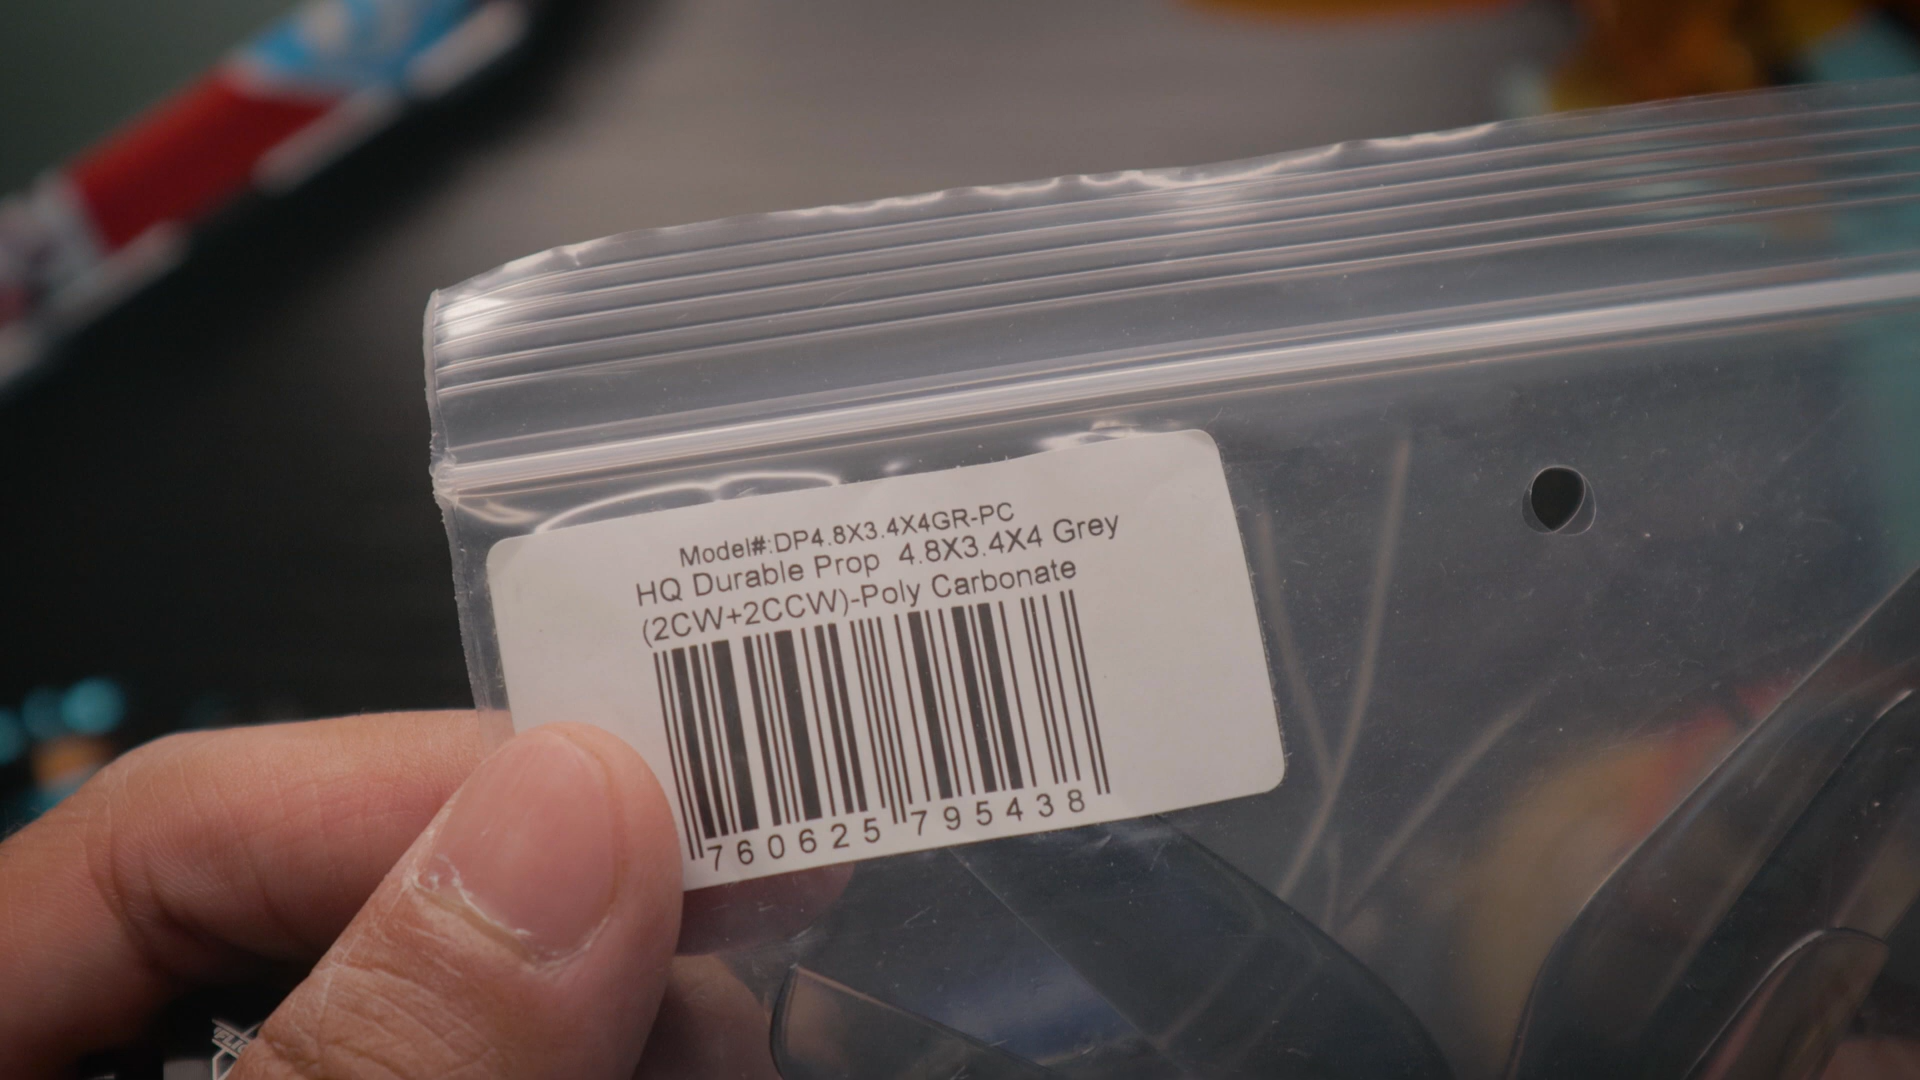 Model#:DP4.8X3.4X4GR-PC
HQ Durable Prop 4.8X3.4X4 Grey
(2CW+2CCW)-Poly Carbonate
760625 795438